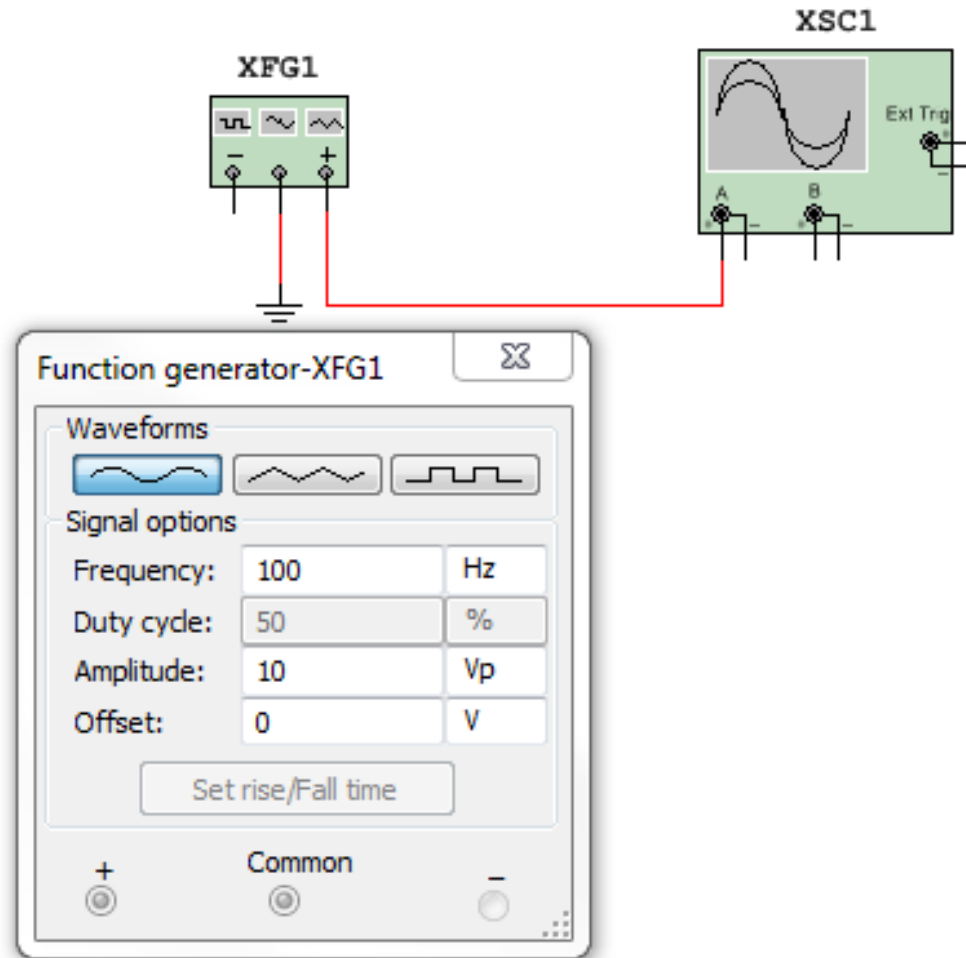 XSC1
XFG1
Ext Trig
+
−
− +
A B
+ − + −
Function generator-XFG1
Waveforms
Signal options
Frequency: 100 Hz
Duty cycle: 50 %
Amplitude: 10 Vp
Offset: 0 V
Set rise/Fall time
+ Common −